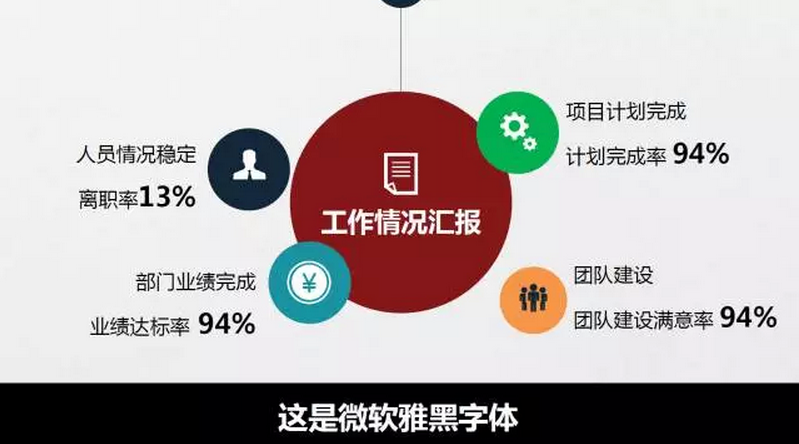 人员情况稳定
离职率13%
项目计划完成
计划完成率 94%
工作情况汇报
部门业绩完成
业绩达标率 94%
¥
团队建设
团队建设满意率 94%
这是微软雅黑字体